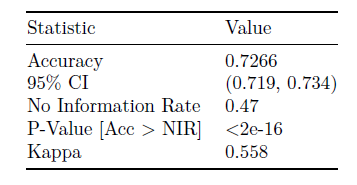 Statistic Value
Accuracy 0.7266
95% CI (0.719, 0.734)
No Information Rate 0.47
P-Value [Acc > NIR] <2e-16
Kappa 0.558